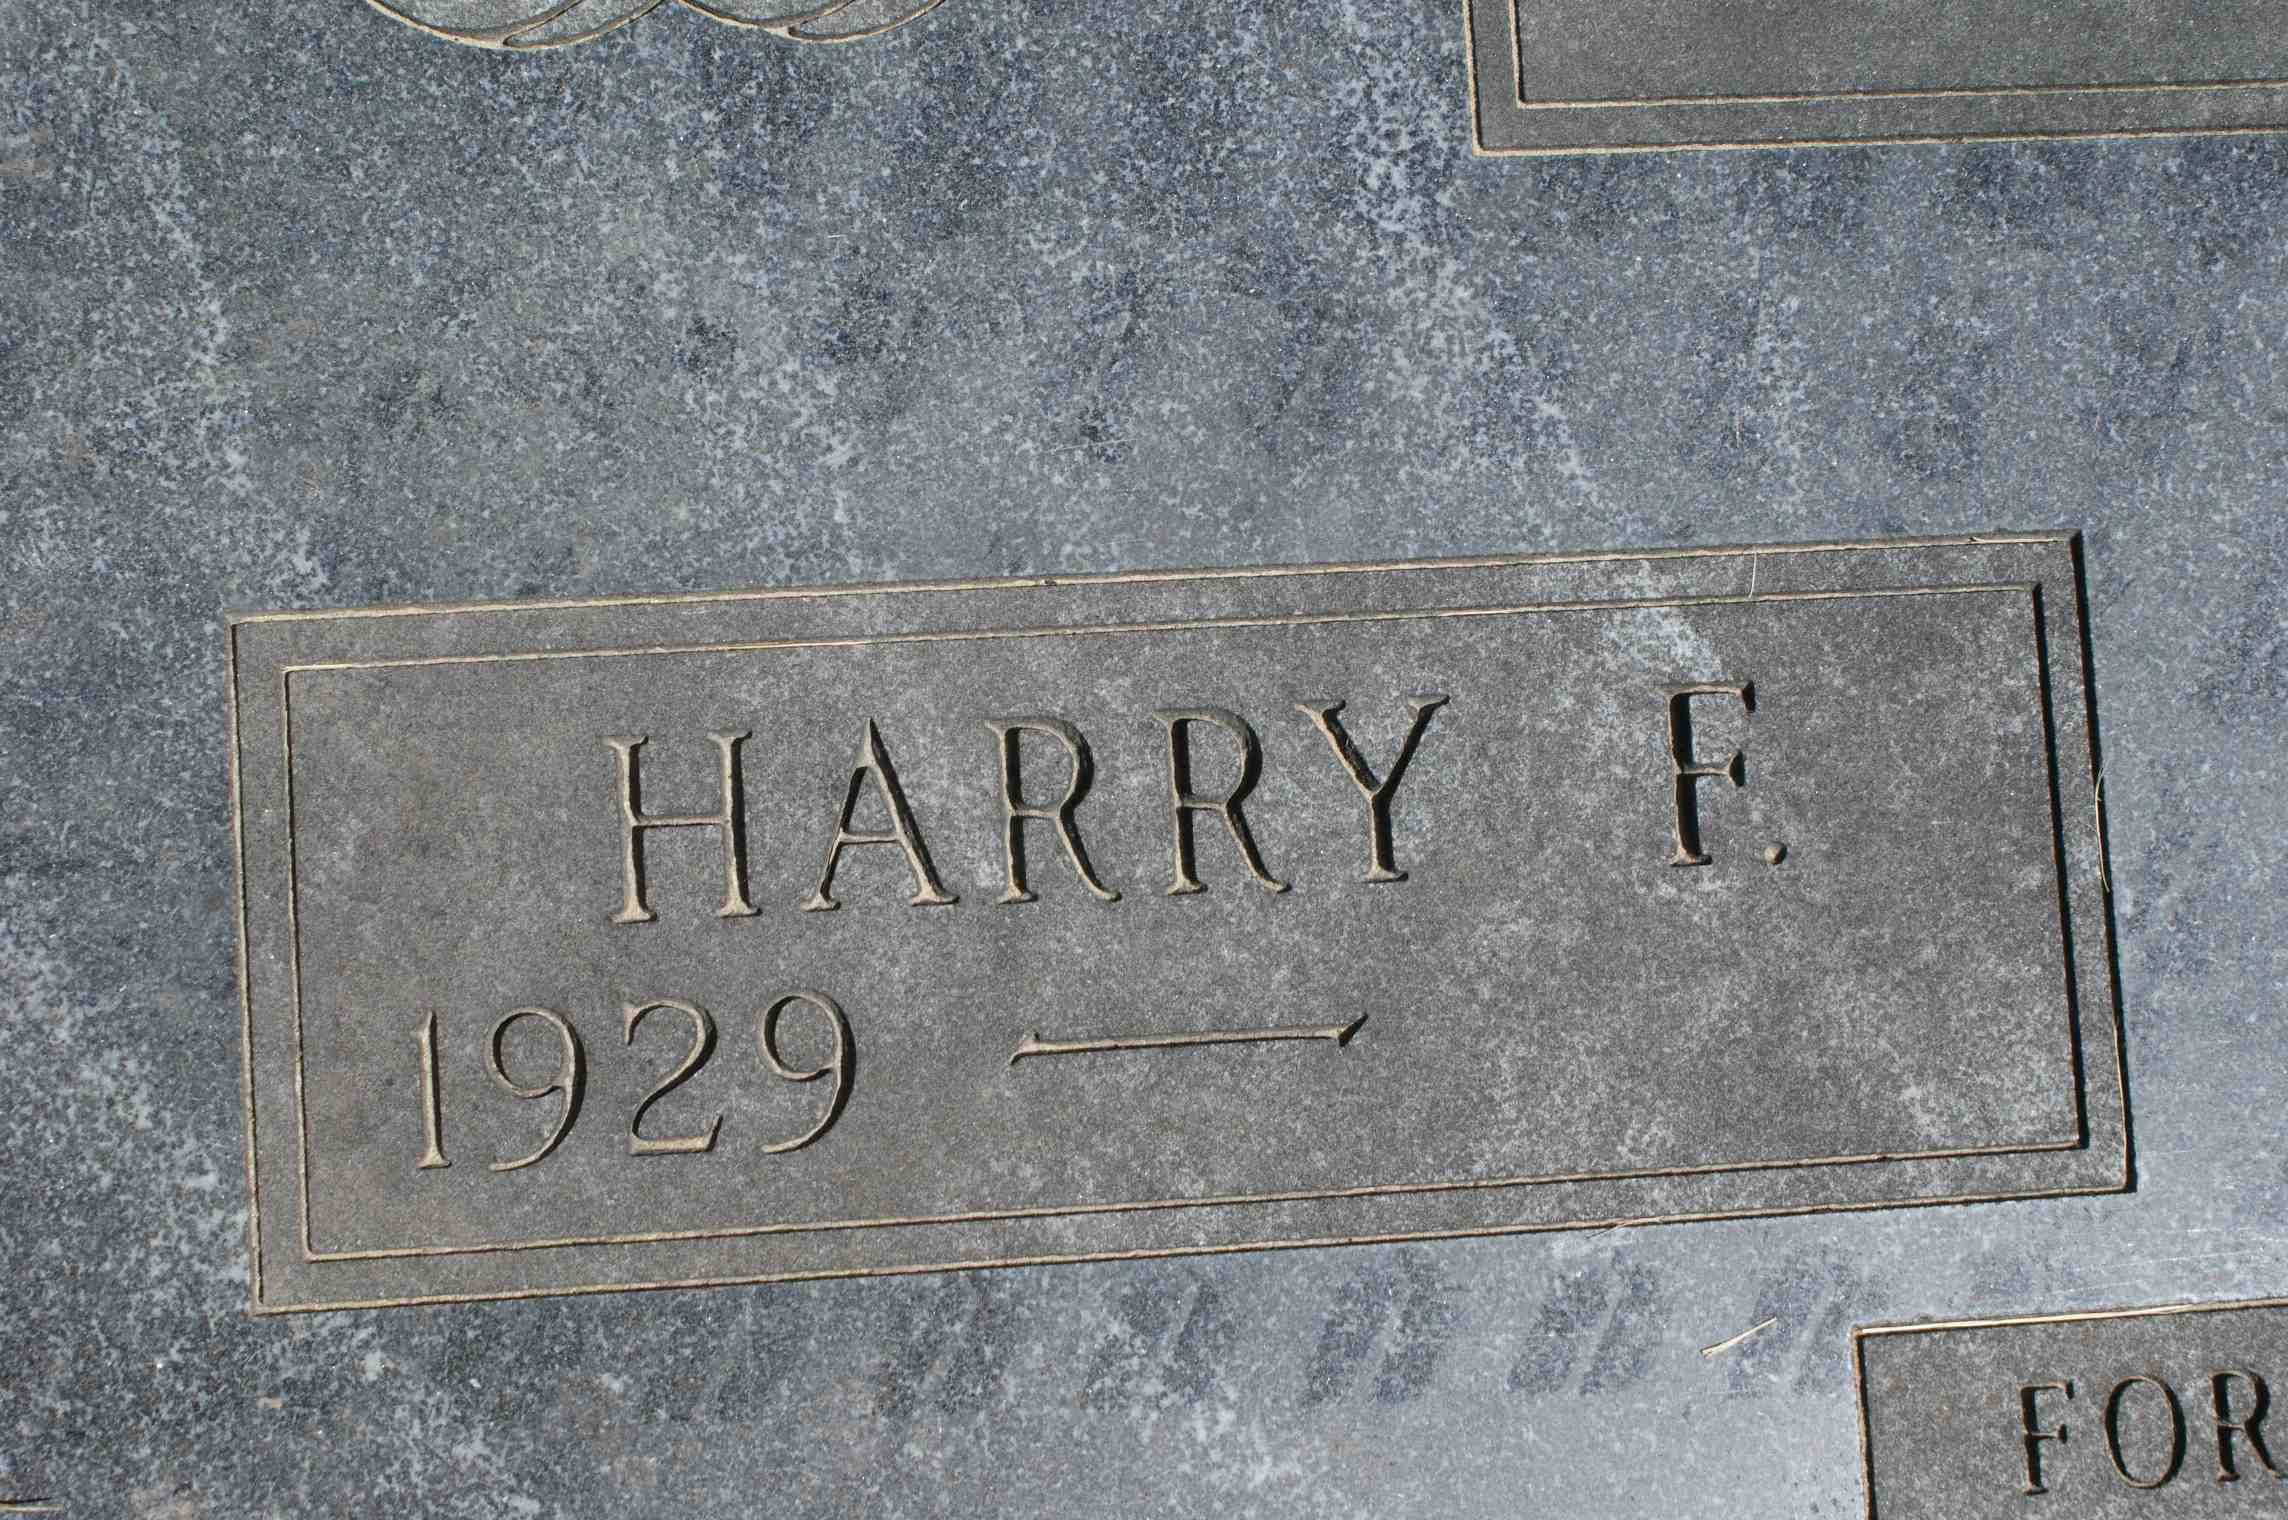 HARRY F.
1929 —
FOR